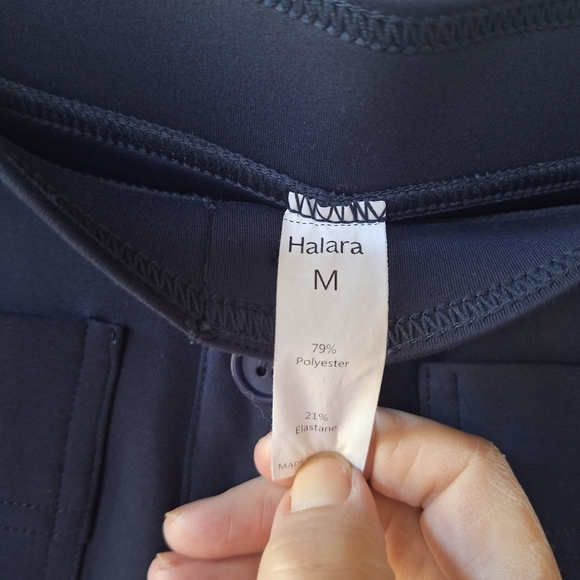 Halara
M
79%
Polyester
21%
Elastane